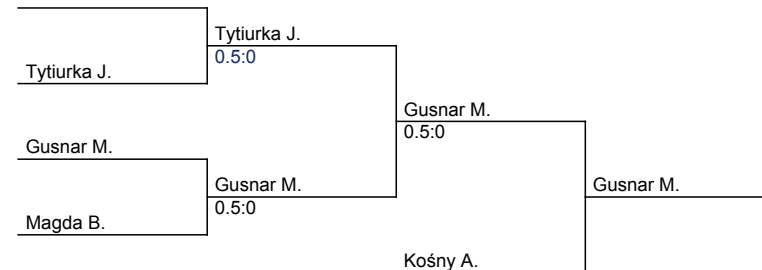 Tytiurka J.
0.5:0
Tytiurka J.
Gusnar M.
0.5:0
Gusnar M.
Gusnar M.
0.5:0
Gusnar M.
Magda B.
Kośny A.